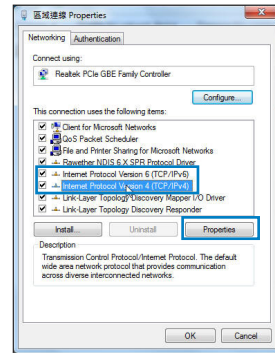 區域連線 Properties
Networking
Authentication
Connect using:
Realtek PCIe GBE Family Controller
Configure...
This connection uses the following items:
Client for Microsoft Networks
QoS Packet Scheduler
File and Printer Sharing for Microsoft Networks
Rawether NDIS 6.X SPR Protocol Driver
Internet Protocol Version 6 (TCP/IPv6)
Internet Protocol Version 4 (TCP/IPv4)
Link-Layer Topology Discovery Mapper I/O Driver
Link-Layer Topology Discovery Responder
Install...
Uninstall
Properties
Description
Transmission Control Protocol/Internet Protocol. The default
wide area network protocol that provides communication
across diverse interconnected networks.
OK
Cancel